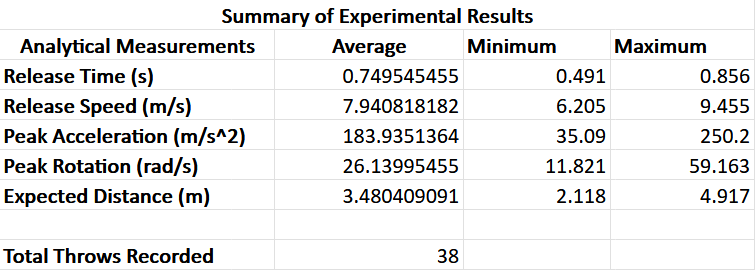 Summary of Experimental Results
Analytical Measurements Average Minimum Maximum
Release Time (s) 0.749545455 0.491 0.856
Release Speed (m/s) 7.940818182 6.205 9.455
Peak Acceleration (m/s^2) 183.9351364 35.09 250.2
Peak Rotation (rad/s) 26.13995455 11.821 59.163
Expected Distance (m) 3.480409091 2.118 4.917
Total Throws Recorded 38